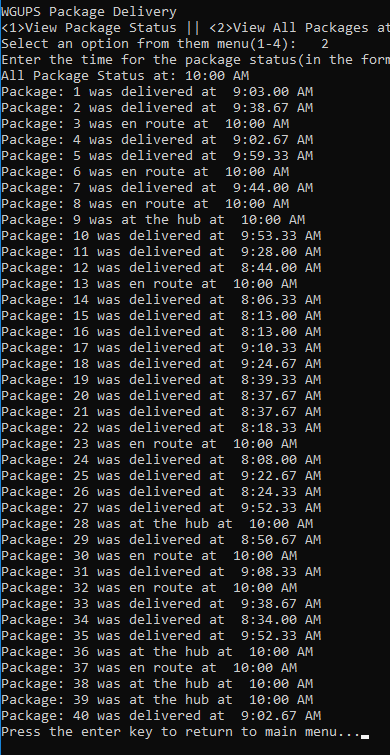 WGUPS Package Delivery
<1>View Package Status || <2>View All Packages at
Select an option from them menu(1-4):   2
Enter the time for the package status(in the form
All Package Status at: 10:00 AM
Package: 1 was delivered at  9:03.00 AM
Package: 2 was delivered at  9:38.67 AM
Package: 3 was en route at  10:00 AM
Package: 4 was delivered at  9:02.67 AM
Package: 5 was delivered at  9:59.33 AM
Package: 6 was en route at  10:00 AM
Package: 7 was delivered at  9:44.00 AM
Package: 8 was en route at  10:00 AM
Package: 9 was at the hub at  10:00 AM
Package: 10 was delivered at  9:53.33 AM
Package: 11 was delivered at  9:28.00 AM
Package: 12 was delivered at  8:44.00 AM
Package: 13 was en route at  10:00 AM
Package: 14 was delivered at  8:06.33 AM
Package: 15 was delivered at  8:13.00 AM
Package: 16 was delivered at  8:13.00 AM
Package: 17 was delivered at  9:10.33 AM
Package: 18 was delivered at  9:24.67 AM
Package: 19 was delivered at  8:39.33 AM
Package: 20 was delivered at  8:37.67 AM
Package: 21 was delivered at  8:37.67 AM
Package: 22 was delivered at  8:18.33 AM
Package: 23 was en route at  10:00 AM
Package: 24 was delivered at  8:08.00 AM
Package: 25 was delivered at  9:22.67 AM
Package: 26 was delivered at  8:24.33 AM
Package: 27 was delivered at  9:52.33 AM
Package: 28 was at the hub at  10:00 AM
Package: 29 was delivered at  8:50.67 AM
Package: 30 was en route at  10:00 AM
Package: 31 was delivered at  9:08.33 AM
Package: 32 was en route at  10:00 AM
Package: 33 was delivered at  9:38.67 AM
Package: 34 was delivered at  8:34.00 AM
Package: 35 was delivered at  9:52.33 AM
Package: 36 was at the hub at  10:00 AM
Package: 37 was en route at  10:00 AM
Package: 38 was at the hub at  10:00 AM
Package: 39 was at the hub at  10:00 AM
Package: 40 was delivered at  9:02.67 AM
Press the enter key to return to main menu...